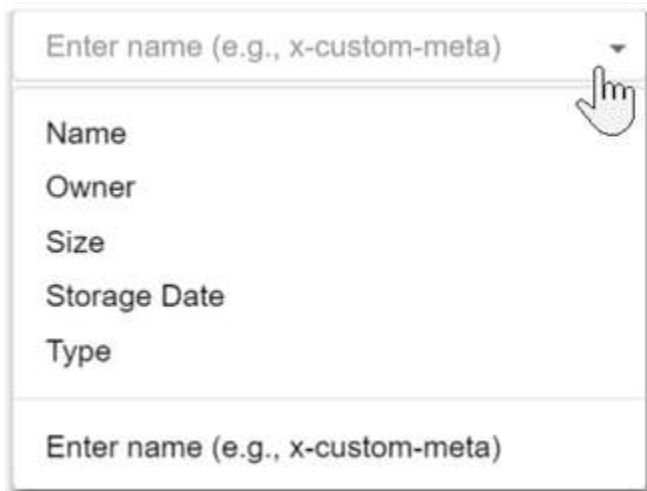 Enter name (e.g., x-custom-meta)
Name
Owner
Size
Storage Date
Type
Enter name (e.g., x-custom-meta)